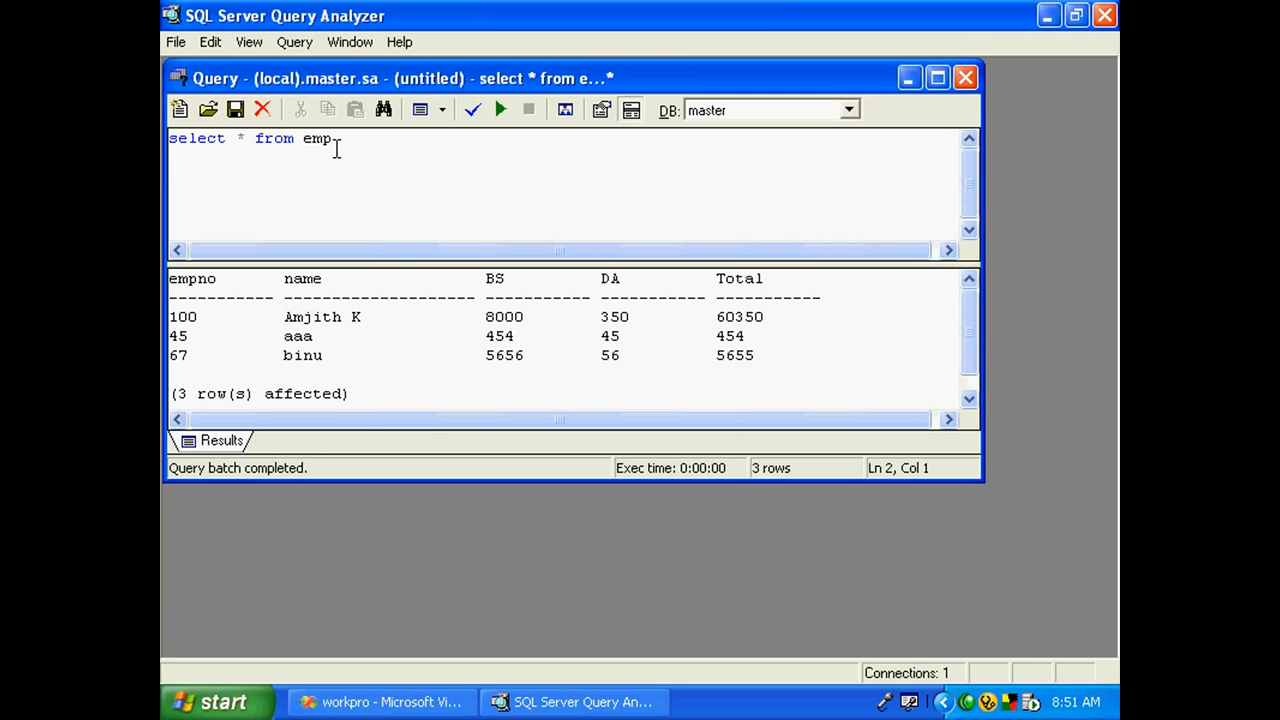 SQL Server Query Analyzer
File Edit View Query Window Help
Query - (local).master.sa - (untitled) - select * from e...*
DB: master
select * from emp
empno name BS DA Total
----------- -------------------- ----------- ----------- -----------
100 Amjith K 8000 350 60350
45 aaa 454 45 454
67 binu 5656 56 5655
(3 row(s) affected)
Results
Query batch completed. Exec time: 0:00:00 3 rows Ln 2, Col 1
Connections: 1
start workpro - Microsoft Vi... SQL Server Query An... 8:51 AM